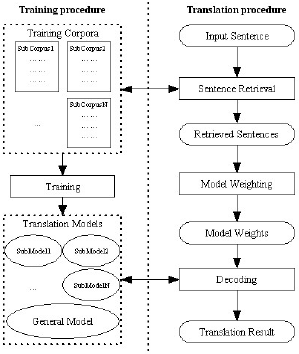 Training procedure
Translation procedure
Training Corpora
SubCorpus1
SubCorpus2
......
......
......
......
......
......
SubCorpusN
...
......
......
......
Training
Translation Models
SubModel1
SubModel2
...
SubModelN
General Model
Input Sentence
Sentence Retrieval
Retrieved Sentences
Model Weighting
Model Weights
Decoding
Translation Result